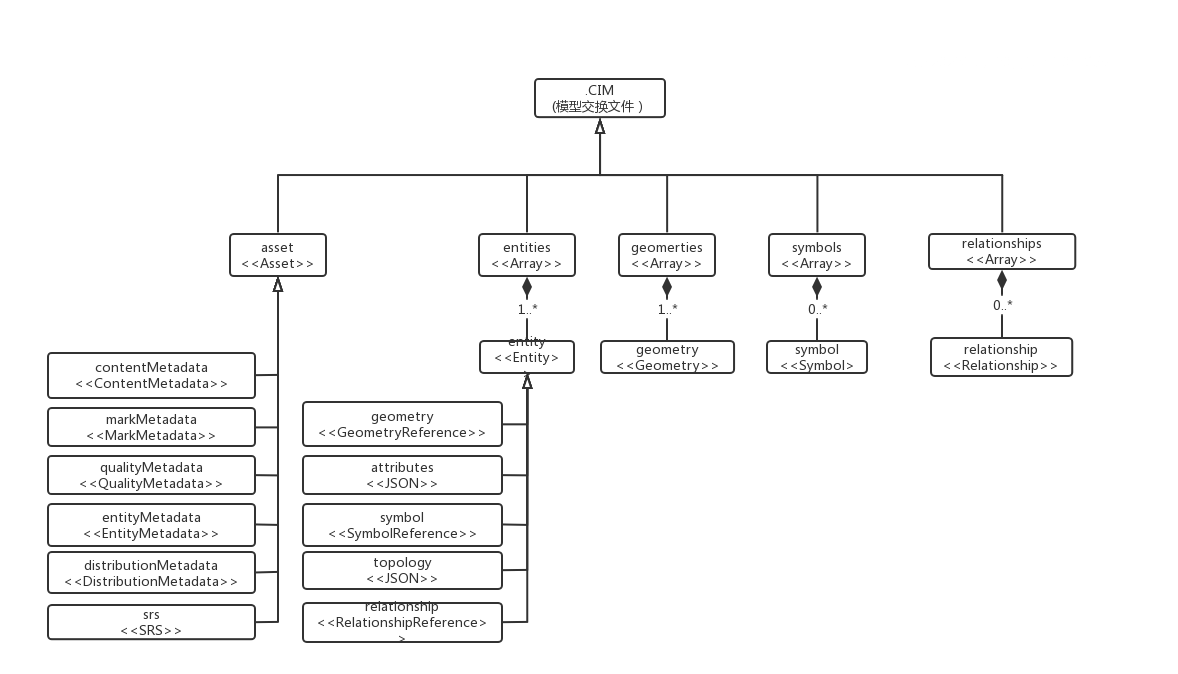 .CIM
(模型交换文件 )
asset
<<Asset>>
entities
<<Array>>
geomerties
<<Array>>
symbols
<<Array>>
relationships
<<Array>>
1..*
1..*
0..*
0..*
entity
<<Entity>
>
geometry
<<Geometry>>
symbol
<<Symbol>
relationship
<<Relationship>>
contentMetadata
<<ContentMetadata>>
markMetadata
<<MarkMetadata>>
qualityMetadata
<<QualityMetadata>>
entityMetadata
<<EntityMetadata>>
distributionMetadata
<<DistributionMetadata>>
srs
<<SRS>>
geometry
<<GeometryReference>>
attributes
<<JSON>>
symbol
<<SymbolReference>>
topology
<<JSON>>
relationship
<<RelationshipReference>
>